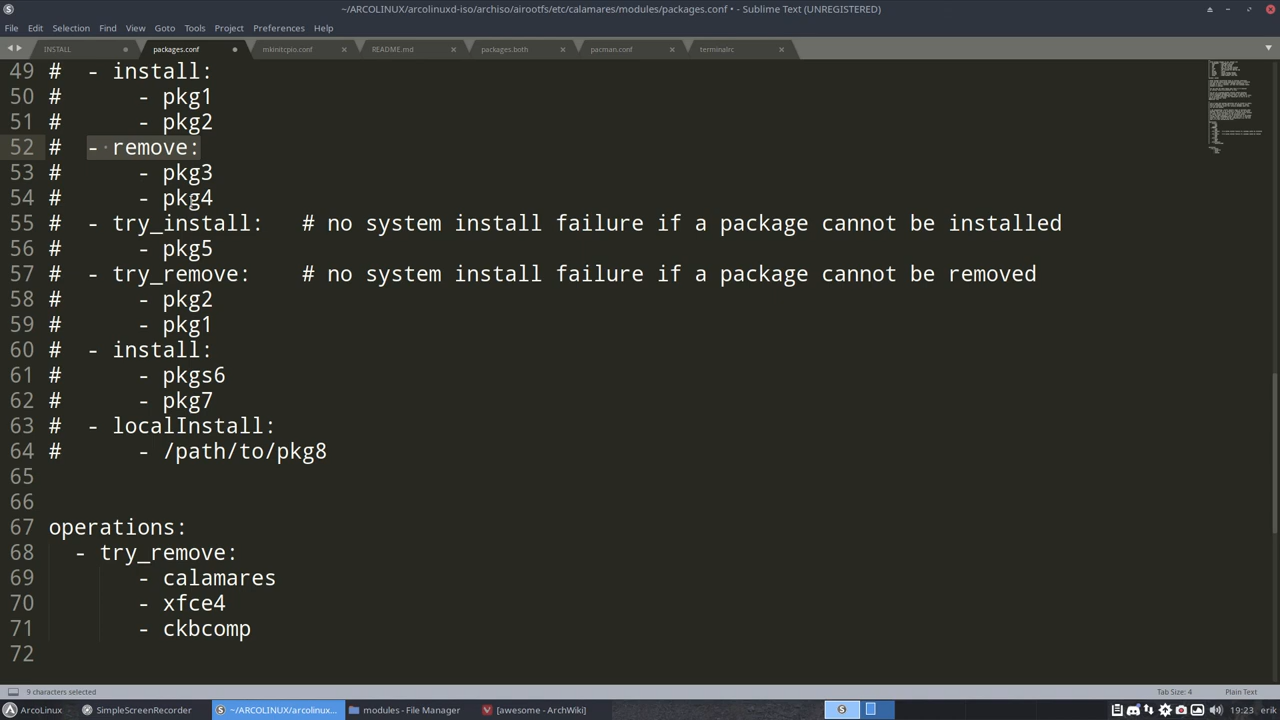 ~/ARCOLINUX/arcolinuxd-iso/archiso/airootfs/etc/calamares/modules/packages.conf • - Sublime Text (UNREGISTERED)
File Edit Selection Find View Goto Tools Project Preferences Help
INSTALL packages.conf mkinitcpio.conf README.md packages.both pacman.conf terminalrc
49 #  - install:
50 #      - pkg1
51 #      - pkg2
52 #  - remove:
53 #      - pkg3
54 #      - pkg4
55 #  - try_install:   # no system install failure if a package cannot be installed
56 #      - pkg5
57 #  - try_remove:    # no system install failure if a package cannot be removed
58 #      - pkg2
59 #      - pkg1
60 #  - install:
61 #      - pkgs6
62 #      - pkg7
63 #  - localInstall:
64 #      - /path/to/pkg8
65
66
67 operations:
68   - try_remove:
69        - calamares
70        - xfce4
71        - ckbcomp
72
9 characters selected Tab Size: 4 Plain Text
ArcoLinux SimpleScreenRecorder ~/ARCOLINUX/arcolinux... modules - File Manager [awesome - ArchWiki] 19:23 erik